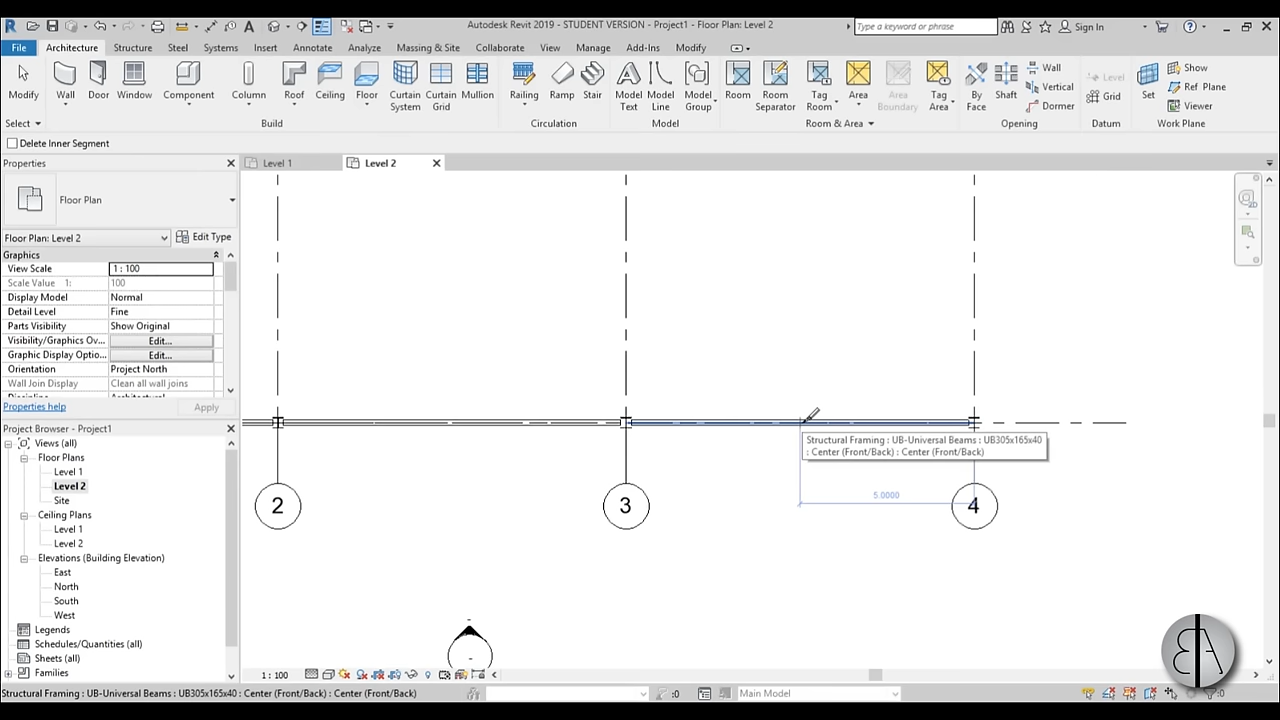 Autodesk Revit 2019 - STUDENT VERSION - Project1 - Floor Plan: Level 2
Type a keyword or phrase
Sign In
File Architecture Structure Steel Systems Insert Annotate Analyze Massing & Site Collaborate View Manage Add-Ins Modify
Modify Wall Door Window Component Column Roof Ceiling Floor Curtain System Curtain Grid Mullion Railing Ramp Stair Model Text Model Line Model Group Room Room Separator Tag Room Area Area Boundary Tag Area By Face Shaft Wall Vertical Dormer Level Grid Set Show Ref Plane Viewer
Select Build Circulation Model Room & Area Opening Datum Work Plane
Delete Inner Segment
Properties
Level 1
Level 2
Floor Plan
Floor Plan: Level 2
Edit Type
Graphics
View Scale 1 : 100
Scale Value 1: 100
Display Model Normal
Detail Level Fine
Parts Visibility Show Original
Visibility/Graphics Ov... Edit...
Graphic Display Optio... Edit...
Orientation Project North
Wall Join Display Clean all wall joins
Discipline Architectural
Properties help
Apply
Project Browser - Project1
Views (all)
Floor Plans
Level 1
Level 2
Site
Ceiling Plans
Level 1
Level 2
Elevations (Building Elevation)
East
North
South
West
Legends
Schedules/Quantities (all)
Sheets (all)
Families
Structural Framing : UB-Universal Beams : UB305x165x40
: Center (Front/Back) : Center (Front/Back)
5.0000
2
3
4
-
-
1 : 100
Structural Framing : UB-Universal Beams : UB305x165x40 : Center (Front/Back) : Center (Front/Back)
:0
Main Model
:0
BA